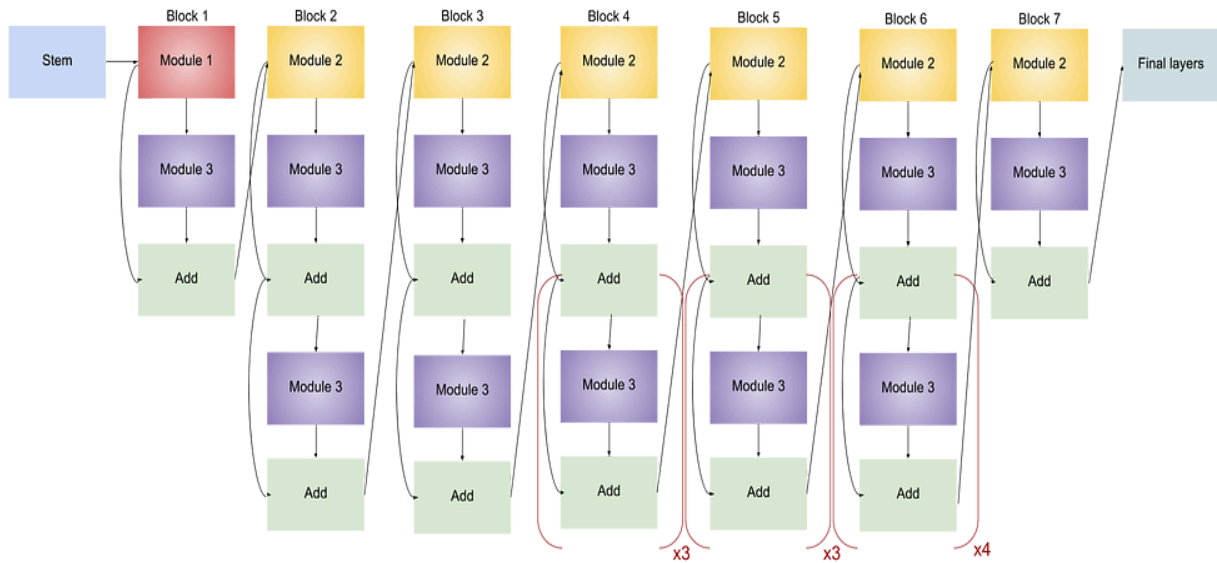 Block 1
Block 2
Block 3
Block 4
Block 5
Block 6
Block 7
Stem
Module 1
Module 2
Module 2
Module 2
Module 2
Module 2
Module 2
Final layers
Module 3
Module 3
Module 3
Module 3
Module 3
Module 3
Module 3
Add
Add
Add
Add
Add
Add
Add
Module 3
Module 3
Module 3
Module 3
Module 3
Add
Add
Add
Add
Add
x3
x3
x4